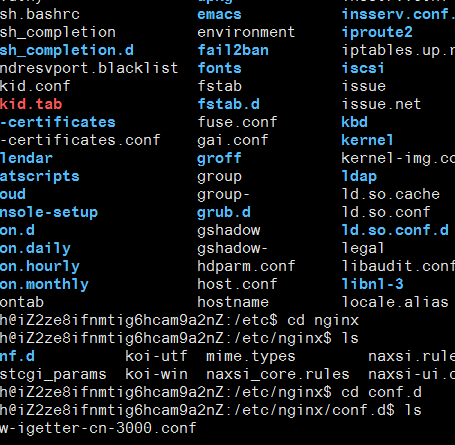 sh.bashrc emacs insserv.conf.
sh_completion environment iproute2
sh_completion.d fail2ban iptables.up.r
ndresvport.blacklist fonts iscsi
kid.conf fstab issue
kid.tab fstab.d issue.net
-certificates fuse.conf kbd
-certificates.conf gai.conf kernel
lendar groff kernel-img.co
atscripts group ldap
oud group- ld.so.cache
nsole-setup grub.d ld.so.conf
on.d gshadow ld.so.conf.d
on.daily gshadow- legal
on.hourly hdparm.conf libaudit.conf
on.monthly host.conf libnl-3
ontab hostname locale.alias
h@iZ2ze8ifnmtig6hcam9a2nZ:/etc$ cd nginx
h@iZ2ze8ifnmtig6hcam9a2nZ:/etc/nginx$ ls
nf.d koi-utf mime.types naxsi.rule
stcgi_params koi-win naxsi_core.rules naxsi-ui.c
h@iZ2ze8ifnmtig6hcam9a2nZ:/etc/nginx$ cd conf.d
h@iZ2ze8ifnmtig6hcam9a2nZ:/etc/nginx/conf.d$ ls
w-igetter-cn-3000.conf